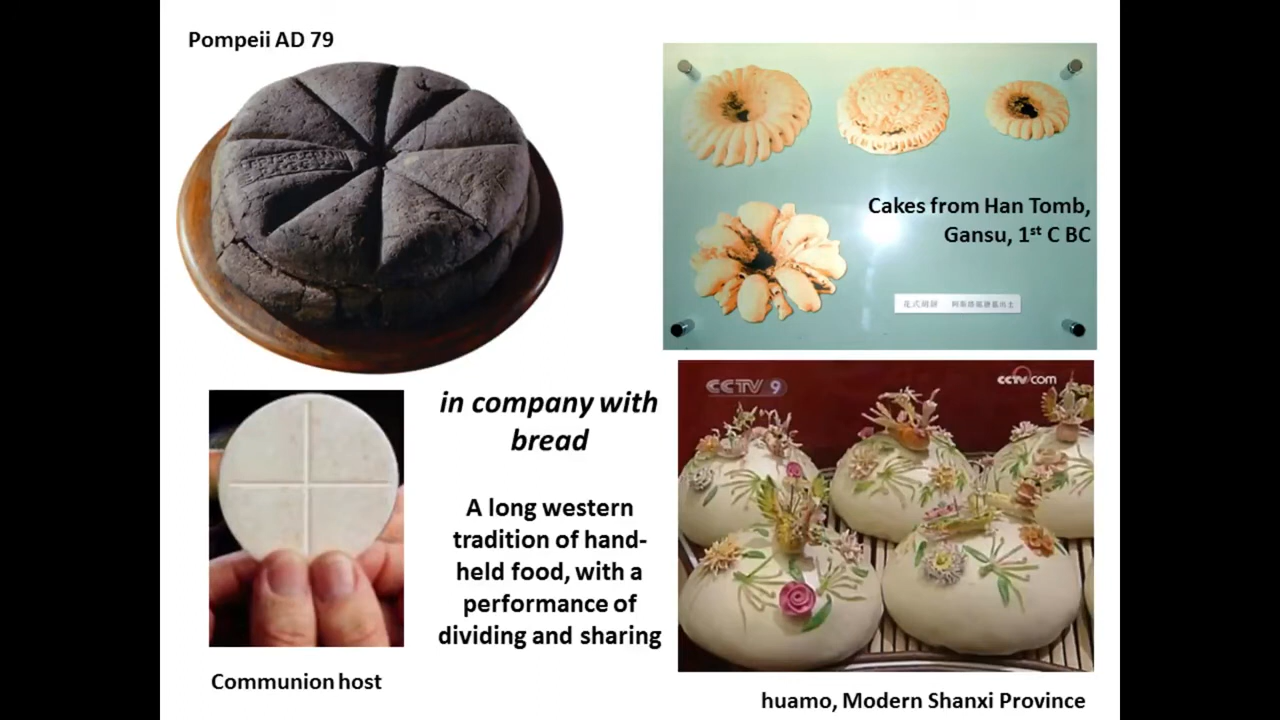 Pompeii AD 79
Cakes from Han Tomb,
Gansu, 1st C BC
CCTV 9
cctv.com
in company with
bread
A long western
tradition of hand-
held food, with a
performance of
dividing and sharing
Communion host
huamo, Modern Shanxi Province